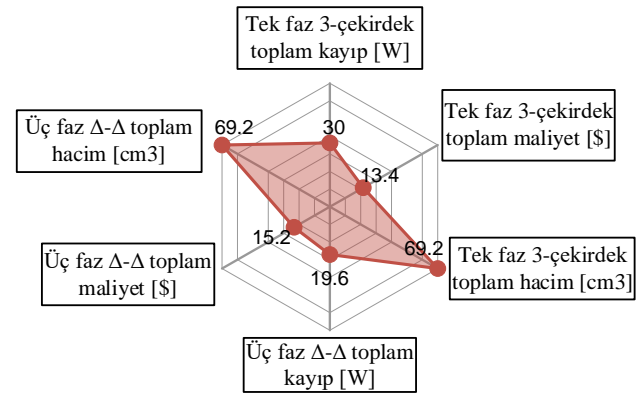 Tek faz 3-çekirdek
toplam kayıp [W]
Üç faz Δ-Δ toplam
hacim [cm3]
69.2
30
Tek faz 3-çekirdek
toplam maliyet [$]
13.4
Üç faz Δ-Δ toplam
maliyet [$]
15.2
19.6
69.2
Tek faz 3-çekirdek
toplam hacim [cm3]
Üç faz Δ-Δ toplam
kayıp [W]